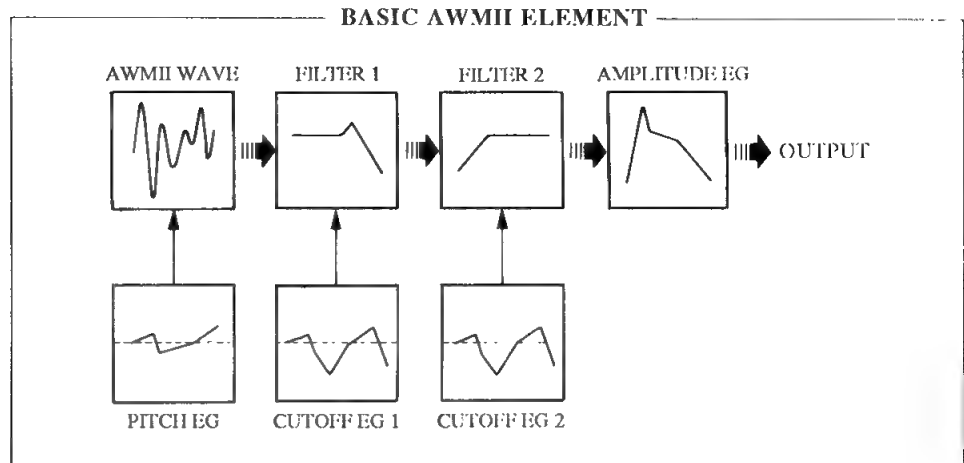 BASIC AWMII ELEMENT
AWMII WAVE FILTER 1 FILTER 2 AMPLITUDE EG
OUTPUT
PITCH EG CUTOFF EG 1 CUTOFF EG 2